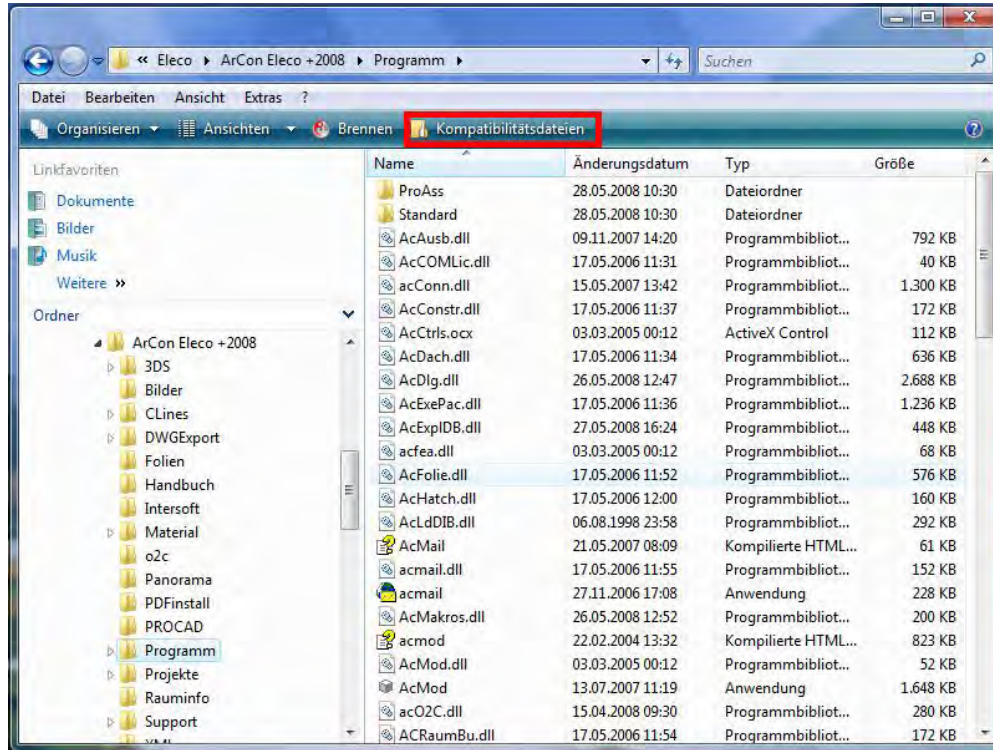 « Eleco ▸ ArCon Eleco +2008 ▸ Programm ▸ Suchen
Datei Bearbeiten Ansicht Extras ?
Organisieren Ansichten Brennen Kompatibilitätsdateien
Linkfavoriten
Dokumente
Bilder
Musik
Weitere »
Ordner
ArCon Eleco +2008
3DS
Bilder
CLines
DWGExport
Folien
Handbuch
Intersoft
Material
o2c
Panorama
PDFinstall
PROCAD
Programm
Projekte
Rauminfo
Support
Name Änderungsdatum Typ Größe
ProAss 28.05.2008 10:30 Dateiordner
Standard 28.05.2008 10:30 Dateiordner
AcAusb.dll 09.11.2007 14:20 Programmbibliot... 792 KB
AcCOMLic.dll 17.05.2006 11:31 Programmbibliot... 40 KB
acConn.dll 15.05.2007 13:42 Programmbibliot... 1.300 KB
AcConstr.dll 17.05.2006 11:37 Programmbibliot... 172 KB
AcCtrls.ocx 03.03.2005 00:12 ActiveX Control 112 KB
AcDach.dll 17.05.2006 11:34 Programmbibliot... 636 KB
AcDlg.dll 26.05.2008 12:47 Programmbibliot... 2.688 KB
AcExePac.dll 17.05.2006 11:36 Programmbibliot... 1.236 KB
AcExplDB.dll 27.05.2008 16:24 Programmbibliot... 448 KB
acfea.dll 03.03.2005 00:12 Programmbibliot... 68 KB
AcFolie.dll 17.05.2006 11:52 Programmbibliot... 576 KB
AcHatch.dll 17.05.2006 12:00 Programmbibliot... 160 KB
AcLdDIB.dll 06.08.1998 23:58 Programmbibliot... 292 KB
AcMail 21.05.2007 08:09 Kompilierte HTML... 61 KB
acmail.dll 17.05.2006 11:55 Programmbibliot... 152 KB
acmail 27.11.2006 17:08 Anwendung 228 KB
AcMakros.dll 26.05.2008 12:52 Programmbibliot... 200 KB
acmod 22.02.2004 13:32 Kompilierte HTML... 823 KB
AcMod.dll 03.03.2005 00:12 Programmbibliot... 52 KB
AcMod 13.07.2007 11:19 Anwendung 1.648 KB
acO2C.dll 15.04.2008 09:30 Programmbibliot... 280 KB
ACRaumBu.dll 17.05.2006 11:54 Programmbibliot... 172 KB